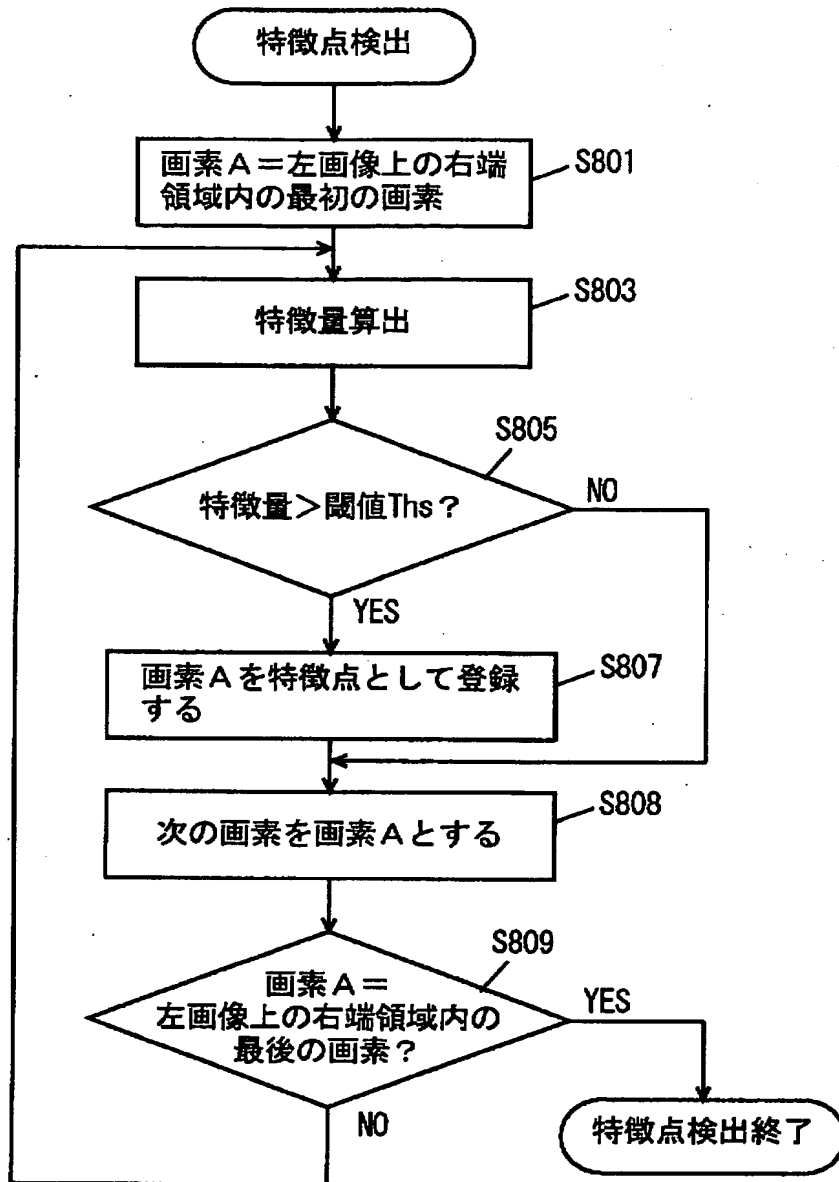 特徴点検出
画素A＝左画像上の右端
領域内の最初の画素
S801
特徴量算出
S803
特徴量＞閾値Ths？
S805
NO
YES
画素Aを特徴点として登録
する
S807
次の画素を画素Aとする
S808
画素A＝
左画像上の右端領域内の
最後の画素？
S809
YES
NO
特徴点検出終了